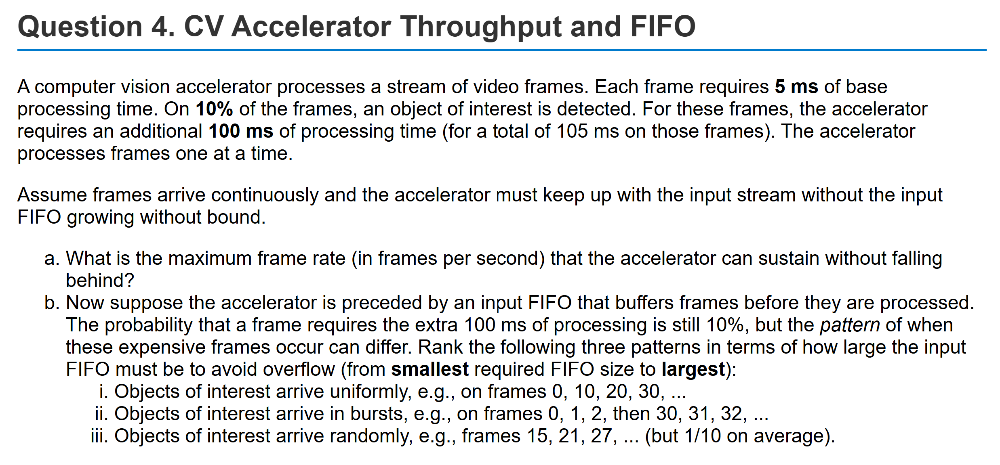 Question 4. CV Accelerator Throughput and FIFO
A computer vision accelerator processes a stream of video frames. Each frame requires 5 ms of base
processing time. On 10% of the frames, an object of interest is detected. For these frames, the accelerator
requires an additional 100 ms of processing time (for a total of 105 ms on those frames). The accelerator
processes frames one at a time.
Assume frames arrive continuously and the accelerator must keep up with the input stream without the input
FIFO growing without bound.
a. What is the maximum frame rate (in frames per second) that the accelerator can sustain without falling
behind?
b. Now suppose the accelerator is preceded by an input FIFO that buffers frames before they are processed.
The probability that a frame requires the extra 100 ms of processing is still 10%, but the pattern of when
these expensive frames occur can differ. Rank the following three patterns in terms of how large the input
FIFO must be to avoid overflow (from smallest required FIFO size to largest):
i. Objects of interest arrive uniformly, e.g., on frames 0, 10, 20, 30, ...
ii. Objects of interest arrive in bursts, e.g., on frames 0, 1, 2, then 30, 31, 32, ...
iii. Objects of interest arrive randomly, e.g., frames 15, 21, 27, ... (but 1/10 on average).